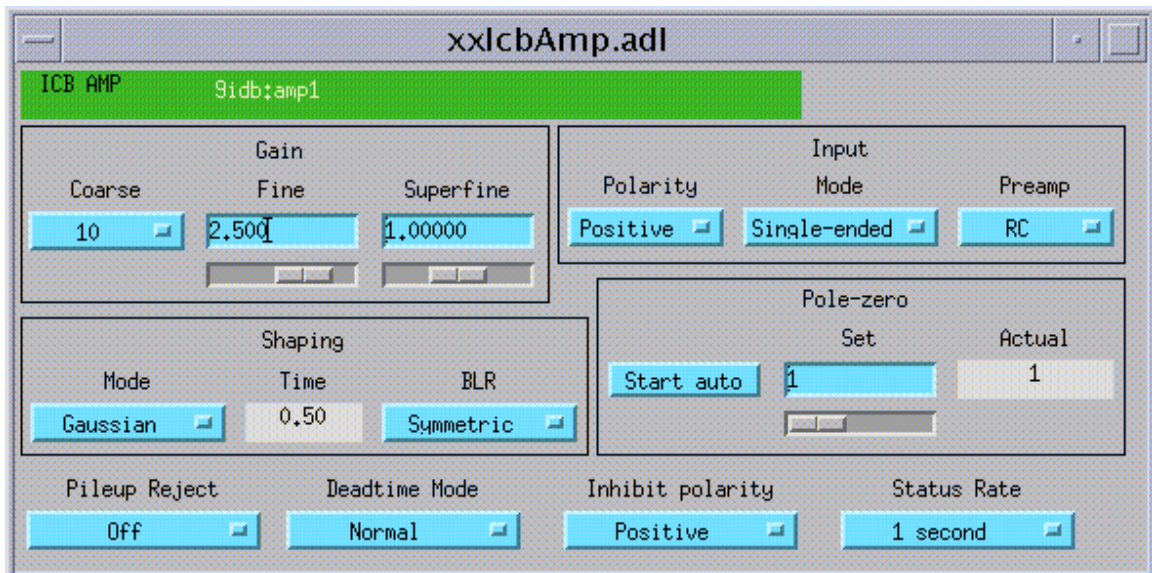 xxIcbAmp.adl
ICB AMP 9idb:amp1
Gain
Coarse Fine Superfine
10 2.500 1.00000
Input
Polarity Mode Preamp
Positive Single-ended RC
Shaping
Mode Time BLR
Gaussian 0.50 Symmetric
Pole-zero
Set Actual
Start auto 1 1
Pileup Reject Deadtime Mode Inhibit polarity Status Rate
Off Normal Positive 1 second